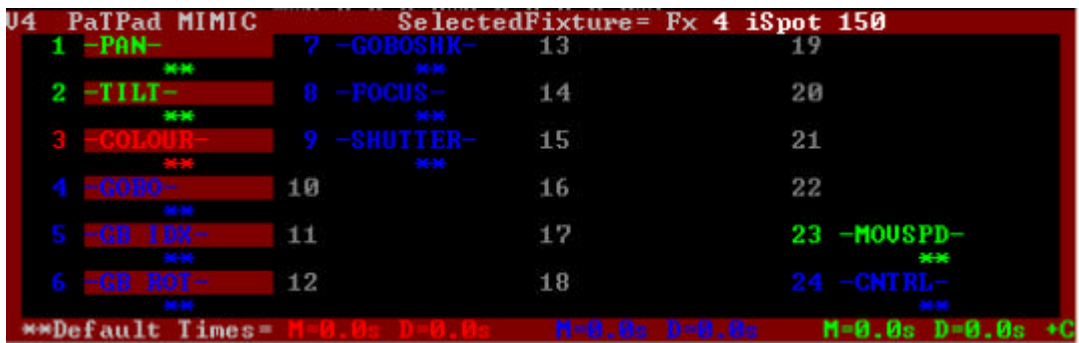 V4 PaTPad MIMIC SelectedFixture= Fx 4 iSpot 150
1 -PAN- 7 -GOBOSHK- 13 19
** **
2 -TILT- 8 -FOCUS- 14 20
** **
3 -COLOUR- 9 -SHUTTER- 15 21
** **
4 -GOBO- 10 16 22
**
5 -GB IDX- 11 17 23 -MOVSPD-
** **
6 -GB ROT- 12 18 24 -CNTRL-
** **
**Default Times= M=0.0s D=0.0s M=0.0s D=0.0s M=0.0s D=0.0s +C